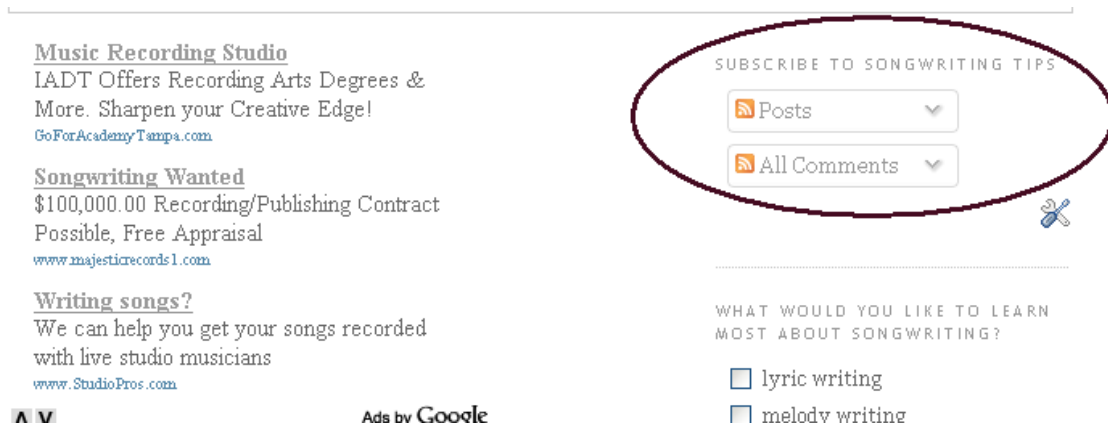 Music Recording Studio
IADT Offers Recording Arts Degrees &
More. Sharpen your Creative Edge!
GoForAcademyTampa.com
Songwriting Wanted
$100,000.00 Recording/Publishing Contract
Possible, Free Appraisal
www.majesticrecords1.com
Writing songs?
We can help you get your songs recorded
with live studio musicians
www.StudioPros.com
Ads by Google
SUBSCRIBE TO SONGWRITING TIPS
Posts
All Comments
WHAT WOULD YOU LIKE TO LEARN
MOST ABOUT SONGWRITING?
lyric writing
melody writing